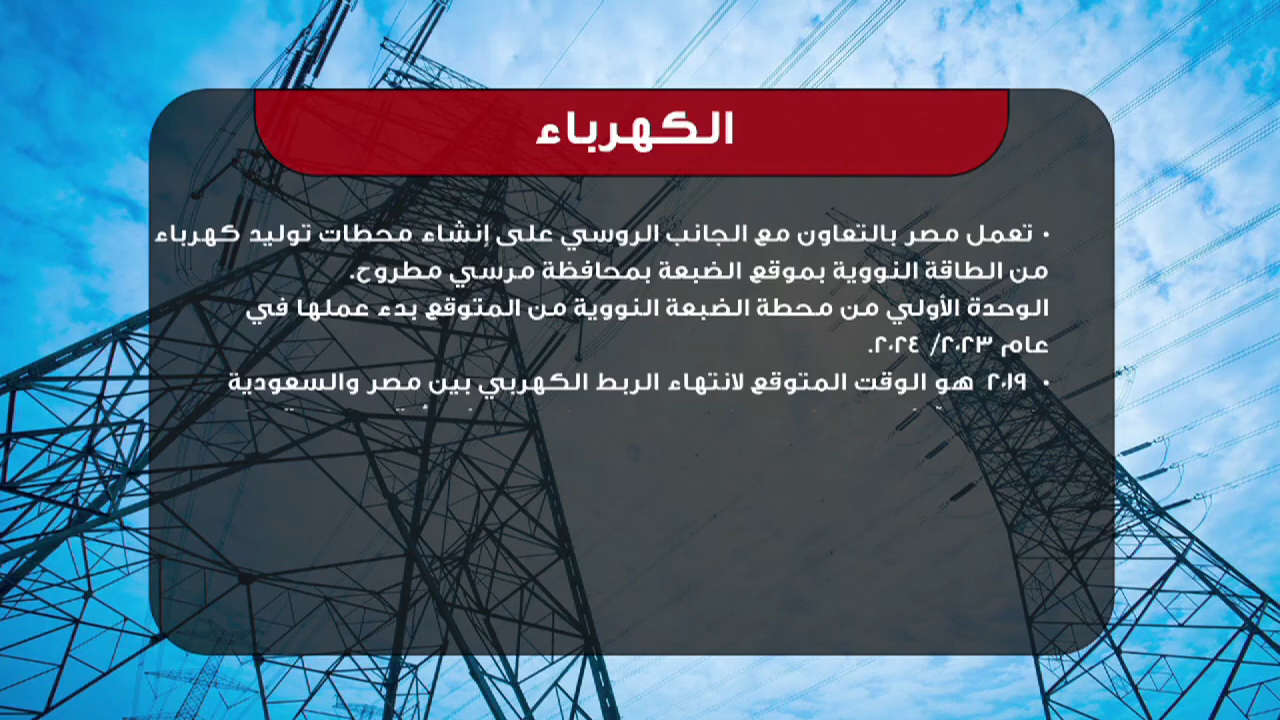 الكهرباء
• تعمل مصر بالتعاون مع الجانب الروسي على إنشاء محطات توليد كهرباء
من الطاقة النووية بموقع الضبعة بمحافظة مرسي مطروح.
الوحدة الأولي من محطة الضبعة النووية من المتوقع بدء عملها في
عام ٢٠٢٣/ ٢٠٢٤.
• ٢٠١٩ هو الوقت المتوقع لانتهاء الربط الكهربي بين مصر والسعودية